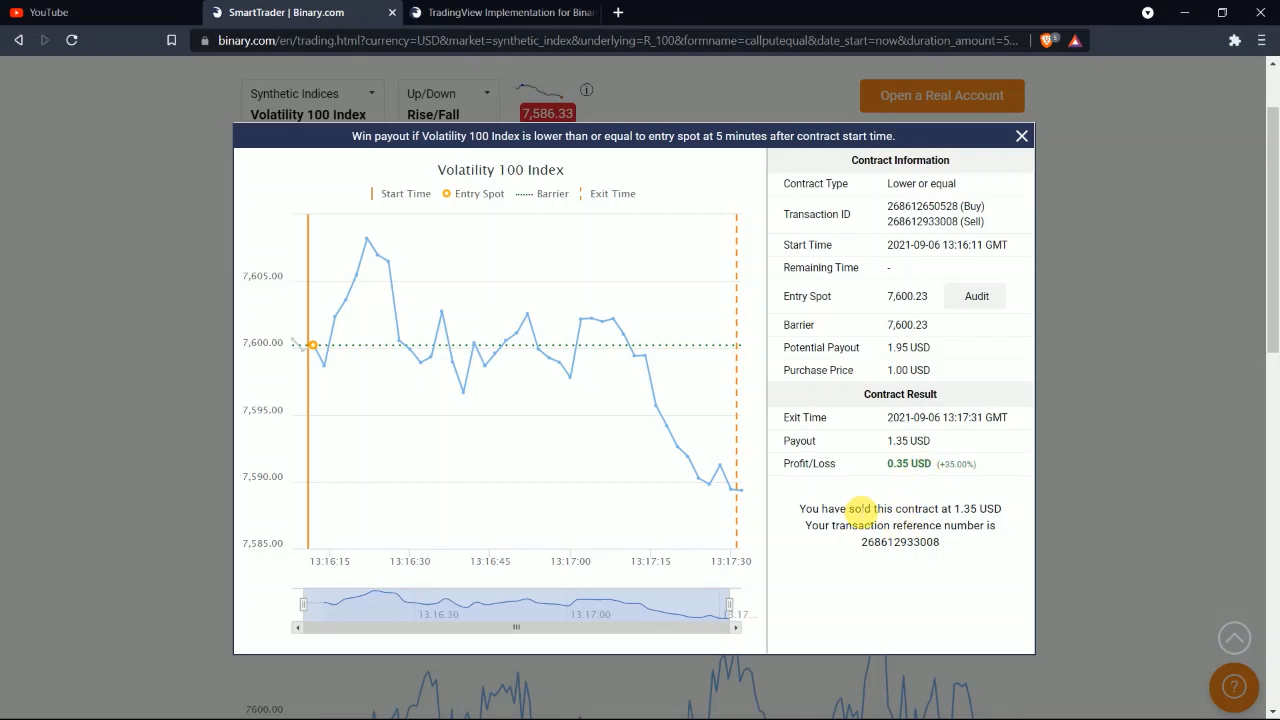 YouTube
SmartTrader | Binary.com
TradingView Implementation for Bina
binary.com/en/trading.html?currency=USD&market=synthetic_index&underlying=R_100&formname=callputequal&date_start=now&duration_amount=5...
5
Synthetic Indices
Volatility 100 Index
Up/Down
Rise/Fall
7,586.33
Open a Real Account
Win payout if Volatility 100 Index is lower than or equal to entry spot at 5 minutes after contract start time.
Volatility 100 Index
Start Time Entry Spot Barrier Exit Time
7,605.00
7,600.00
7,595.00
7,590.00
7,585.00
13:16:15 13:16:30 13:16:45 13:17:00 13:17:15 13:17:30
13:16:30 13:17:00 13:17...
Contract Information
Contract Type Lower or equal
Transaction ID 268612650528 (Buy)
268612933008 (Sell)
Start Time 2021-09-06 13:16:11 GMT
Remaining Time -
Entry Spot 7,600.23 Audit
Barrier 7,600.23
Potential Payout 1.95 USD
Purchase Price 1.00 USD
Contract Result
Exit Time 2021-09-06 13:17:31 GMT
Payout 1.35 USD
Profit/Loss 0.35 USD (+35.00%)
You have sold this contract at 1.35 USD
Your transaction reference number is
268612933008
7600.00